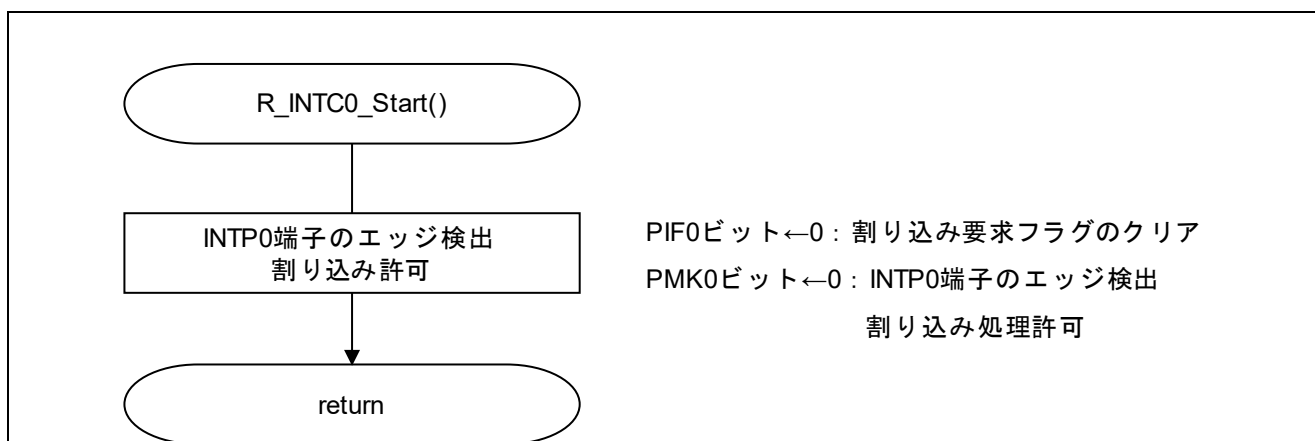 R_INTC0_Start()
INTP0端子のエッジ検出
割り込み許可
PIF0ビット←0：割り込み要求フラグのクリア
PMK0ビット←0：INTP0端子のエッジ検出
割り込み処理許可
return